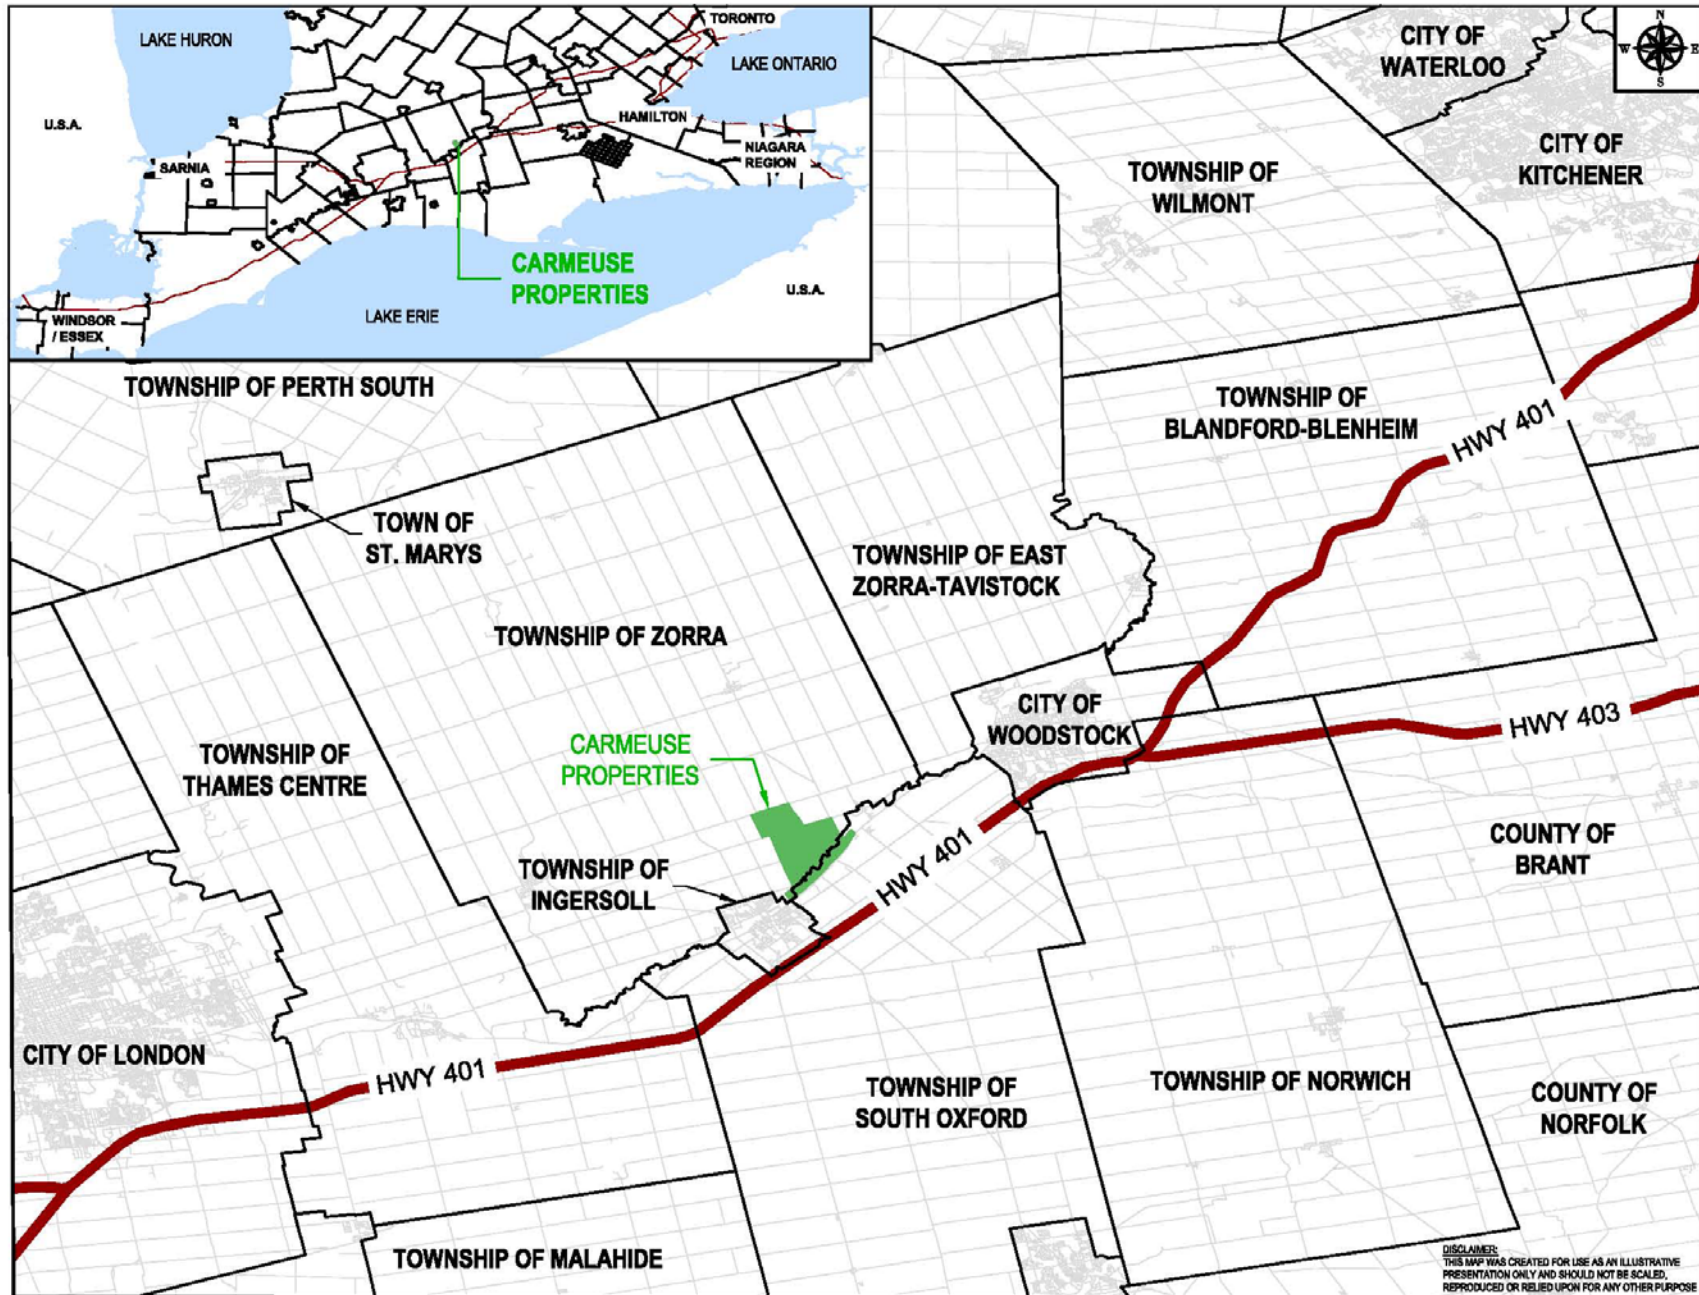 LAKE HURON
TORONTO
LAKE ONTARIO
U.S.A.
HAMILTON
SARNIA
NIAGARA
REGION
CARMEUSE
PROPERTIES
U.S.A.
LAKE ERIE
WINDSOR
/ ESSEX
N
W E
S
CITY OF
WATERLOO
CITY OF
KITCHENER
TOWNSHIP OF
WILMONT
TOWNSHIP OF PERTH SOUTH
TOWNSHIP OF
BLANDFORD-BLENHEIM
HWY 401
TOWN OF
ST. MARYS
TOWNSHIP OF EAST
ZORRA-TAVISTOCK
TOWNSHIP OF ZORRA
CITY OF
WOODSTOCK
HWY 403
TOWNSHIP OF
THAMES CENTRE
CARMEUSE
PROPERTIES
TOWNSHIP OF
INGERSOLL
HWY 401
COUNTY OF
BRANT
CITY OF LONDON
HWY 401
TOWNSHIP OF
SOUTH OXFORD
TOWNSHIP OF NORWICH
COUNTY OF
NORFOLK
TOWNSHIP OF MALAHIDE
DISCLAIMER:
THIS MAP WAS CREATED FOR USE AS AN ILLUSTRATIVE
PRESENTATION ONLY AND SHOULD NOT BE SCALED,
REPRODUCED OR RELIED UPON FOR ANY OTHER PURPOSE